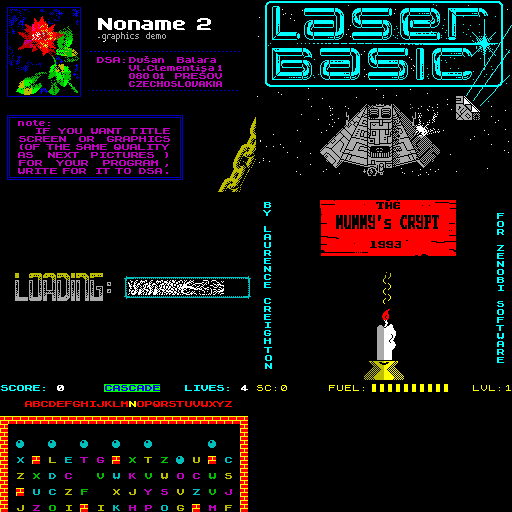 Noname 2
-graphics demo
DSA: Dušan Balara
Vl.Clementisa 1
080 01 PREŠOV
CZECHOSLOVAKIA
note:
IF YOU WANT TITLE
SCREEN OR GRAPHICS
(OF THE SAME QUALITY
AS NEXT PICTURES )
FOR YOUR PROGRAM,
WRITE FOR IT TO DSA.
Laser
Basic
LOADING:
THE
MUMMY's CRYPT
1993
BY LAURENCE CREIGHTON
FOR ZENOBI SOFTWARE
SCORE: 0 CASCADE LIVES: 4
SC:0 FUEL: LVL:1
ABCDEFGHIJKLMNOPQRSTUVWXYZ
X L E T G X T Z U C
Z X D C V W K V W O C W S
U C Z F X J Y S V Z V J
J Z O I I K H P O G M F